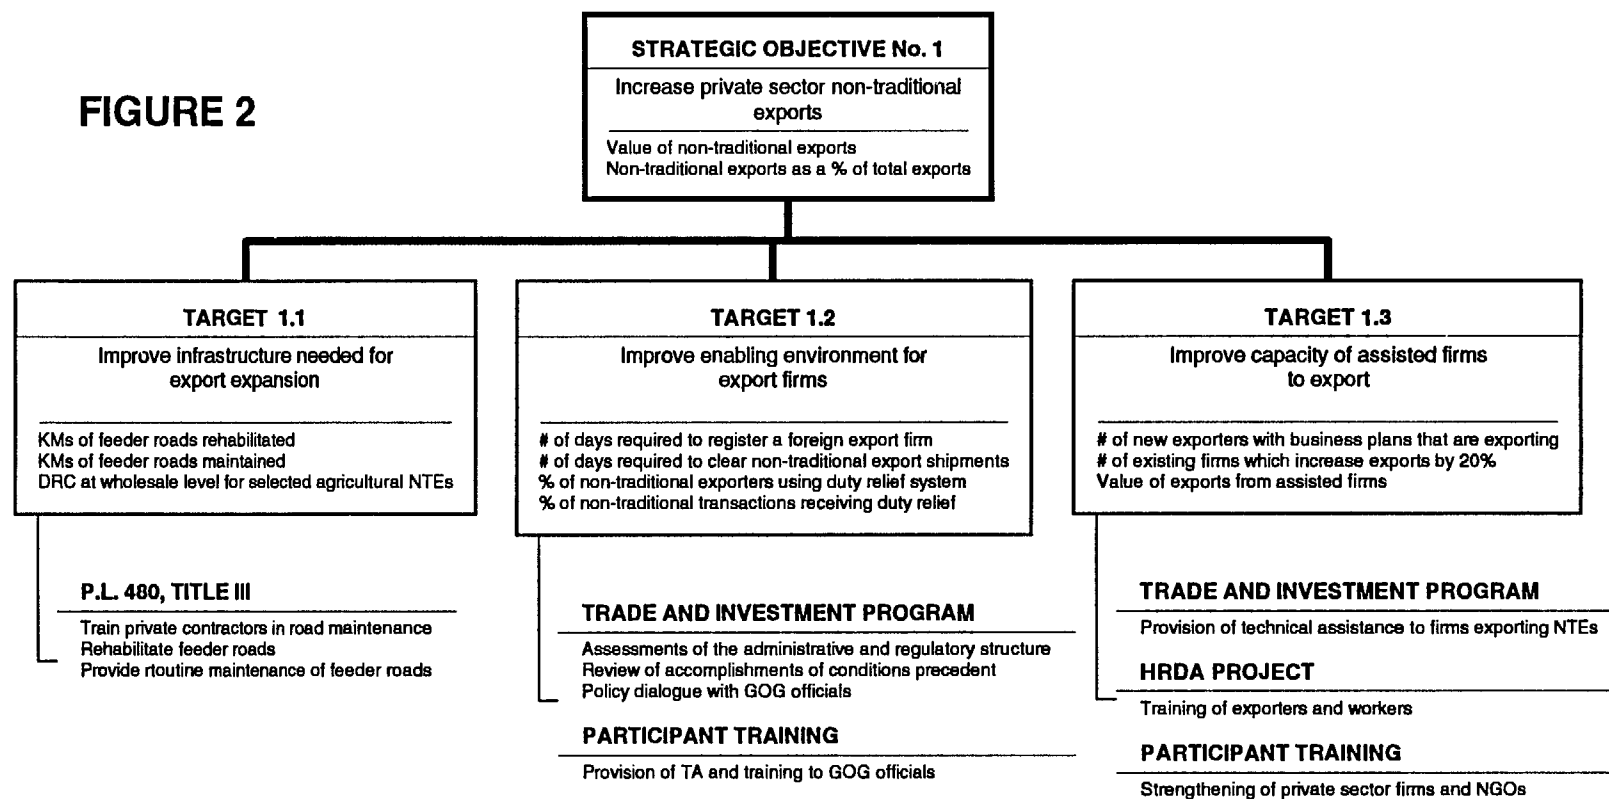 FIGURE 2
STRATEGIC OBJECTIVE No. 1
Increase private sector non-traditional
exports
Value of non-traditional exports
Non-traditional exports as a % of total exports
TARGET 1.1
Improve infrastructure needed for
export expansion
KMs of feeder roads rehabilitated
KMs of feeder roads maintained
DRC at wholesale level for selected agricultural NTEs
P.L. 480, TITLE III
Train private contractors in road maintenance
Rehabilitate feeder roads
Provide rtoutine maintenance of feeder roads
TARGET 1.2
Improve enabling environment for
export firms
# of days required to register a foreign export firm
# of days required to clear non-traditional export shipments
% of non-traditional exporters using duty relief system
% of non-traditional transactions receiving duty relief
TRADE AND INVESTMENT PROGRAM
Assessments of the administrative and regulatory structure
Review of accomplishments of conditions precedent
Policy dialogue with GOG officials
PARTICIPANT TRAINING
Provision of TA and training to GOG officials
TARGET 1.3
Improve capacity of assisted firms
to export
# of new exporters with business plans that are exporting
# of existing firms which increase exports by 20%
Value of exports from assisted firms
TRADE AND INVESTMENT PROGRAM
Provision of technical assistance to firms exporting NTEs
HRDA PROJECT
Training of exporters and workers
PARTICIPANT TRAINING
Strengthening of private sector firms and NGOs